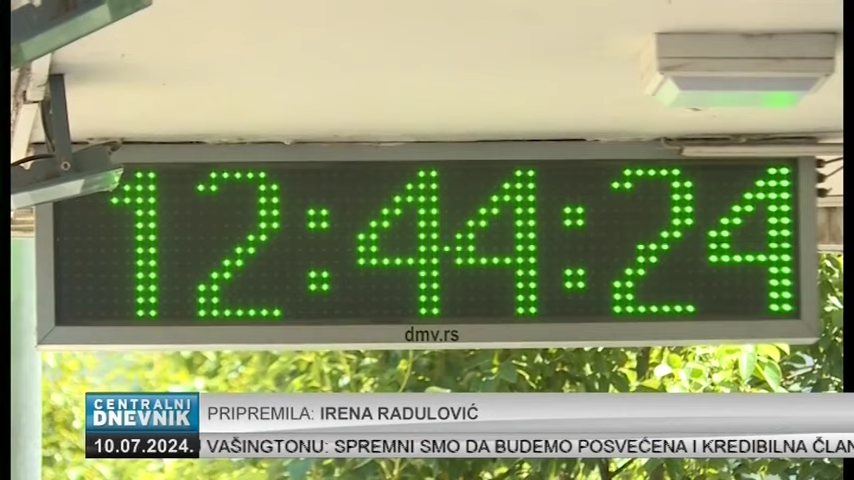 12:44:24
dmv.rs
CENTRALNI
DNEVNIK
PRIPREMILA: IRENA RADULOVIĆ
10.07.2024.
VAŠINGTONU: SPREMNI SMO DA BUDEMO POSVEĆENA I KREDIBILNA ČLAN